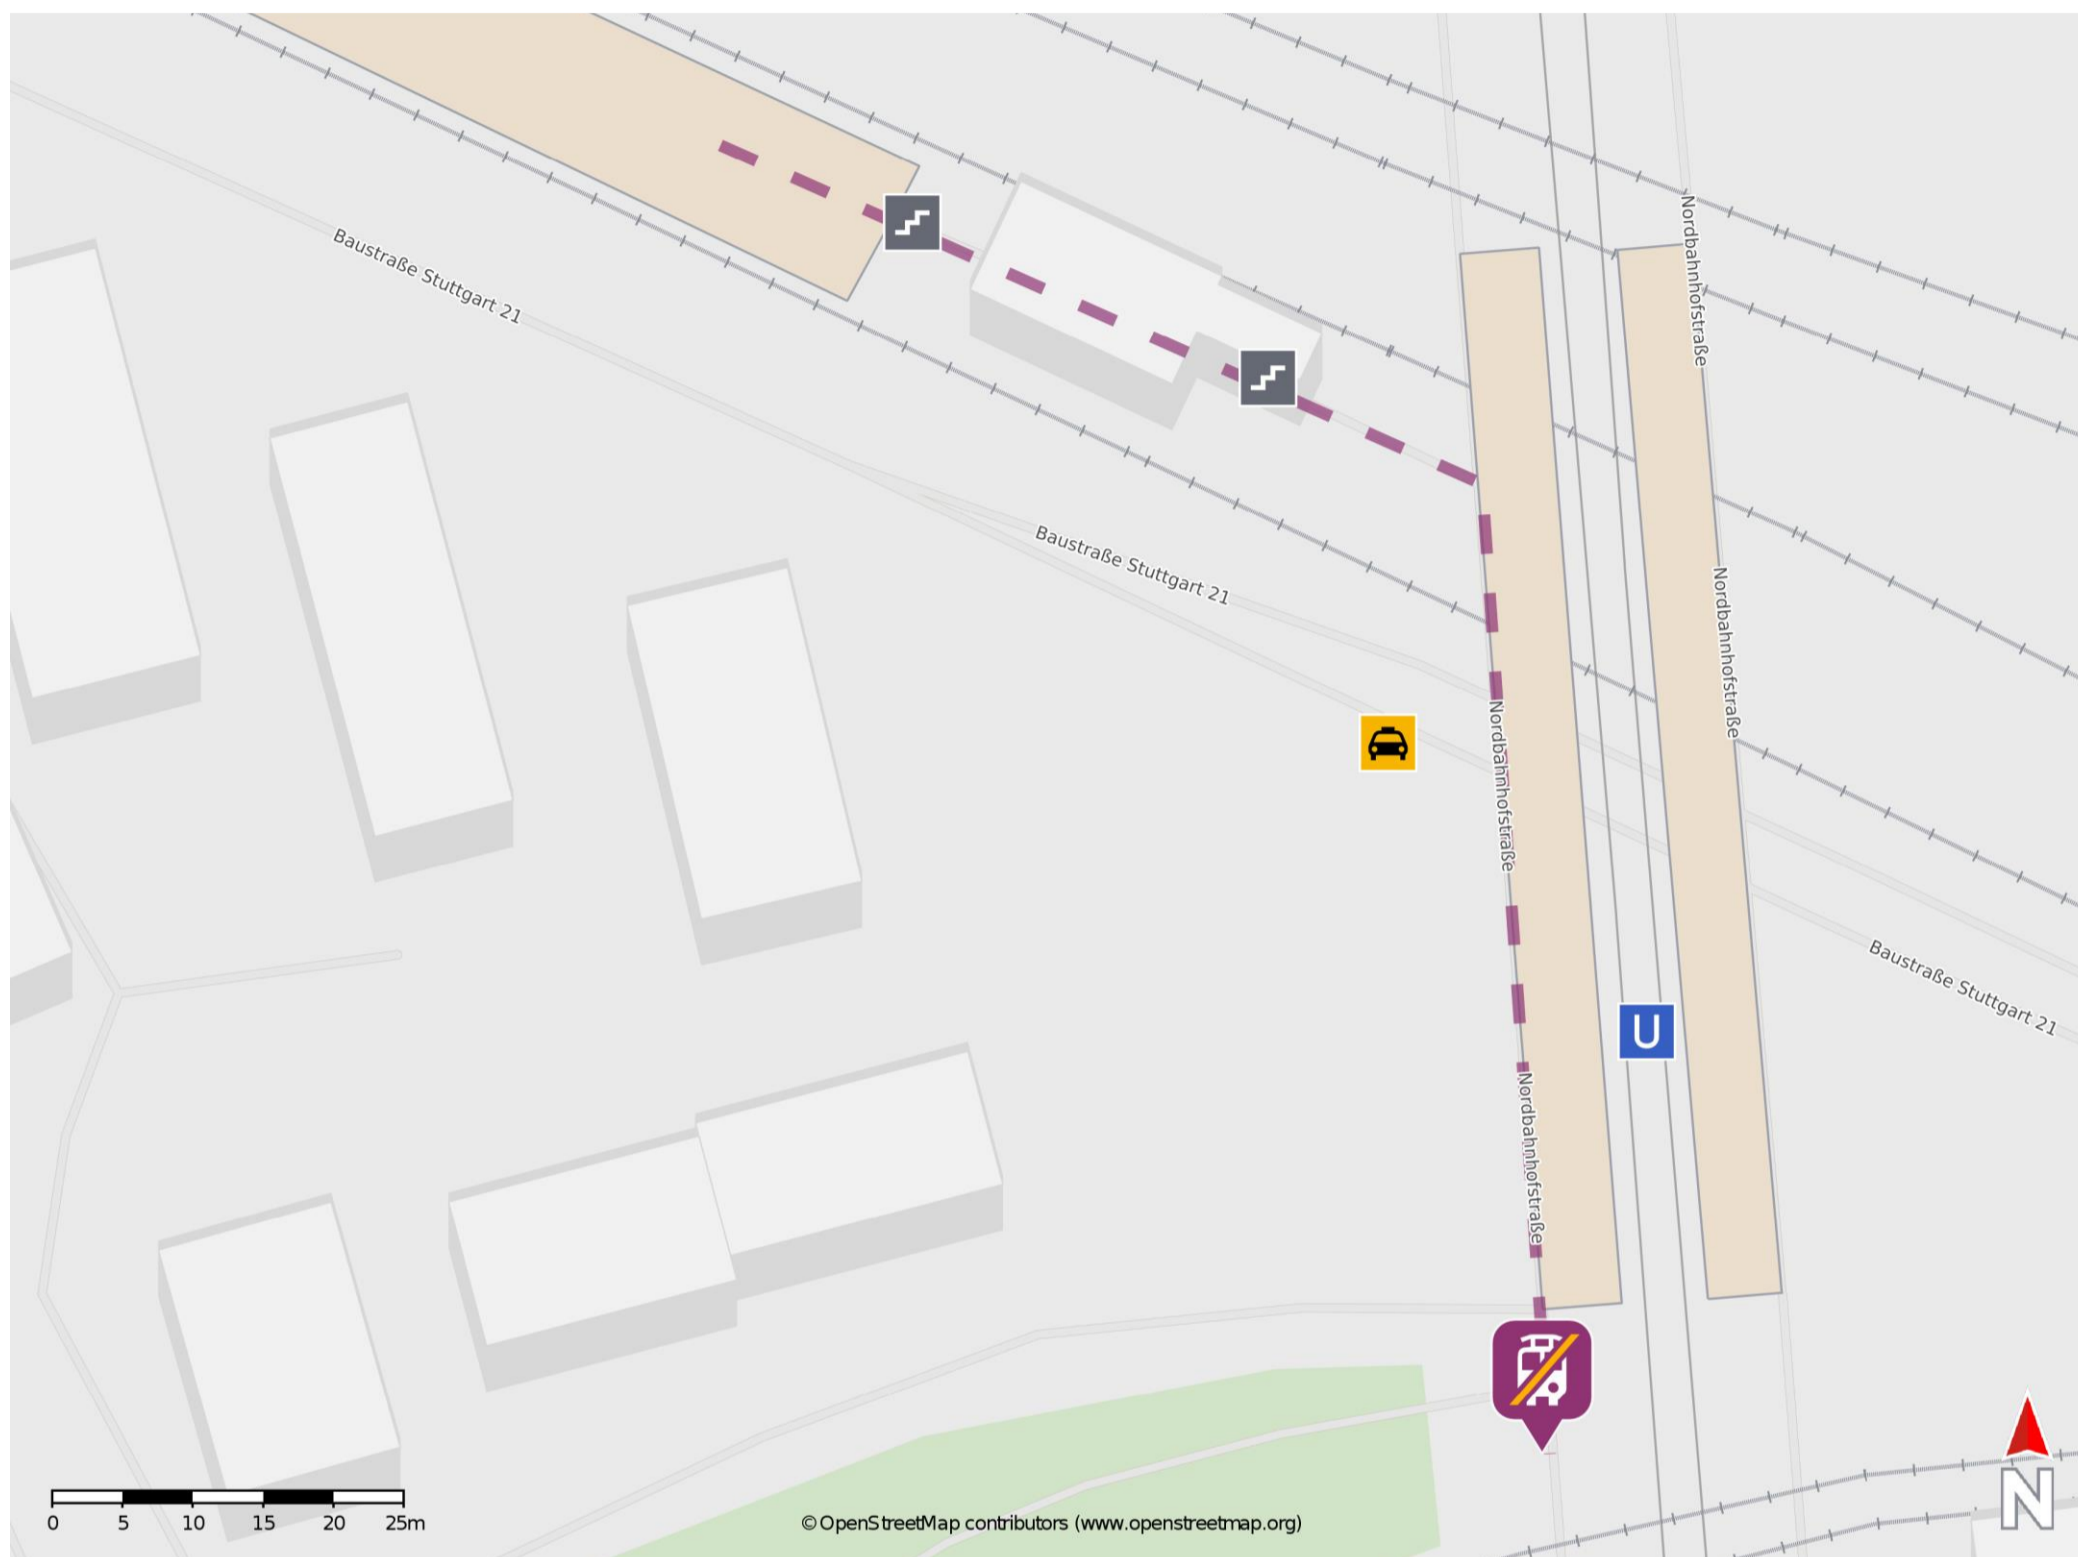 Nordbahnhofstraße
Baustraße Stuttgart 21
Baustraße Stuttgart 21
Nordbahnhofstraße
Nordbahnhofstraße
Baustraße Stuttgart 21
U
Nordbahnhofstraße
N
0 5 10 15 20 25m
© OpenStreetMap contributors (www.openstreetmap.org)